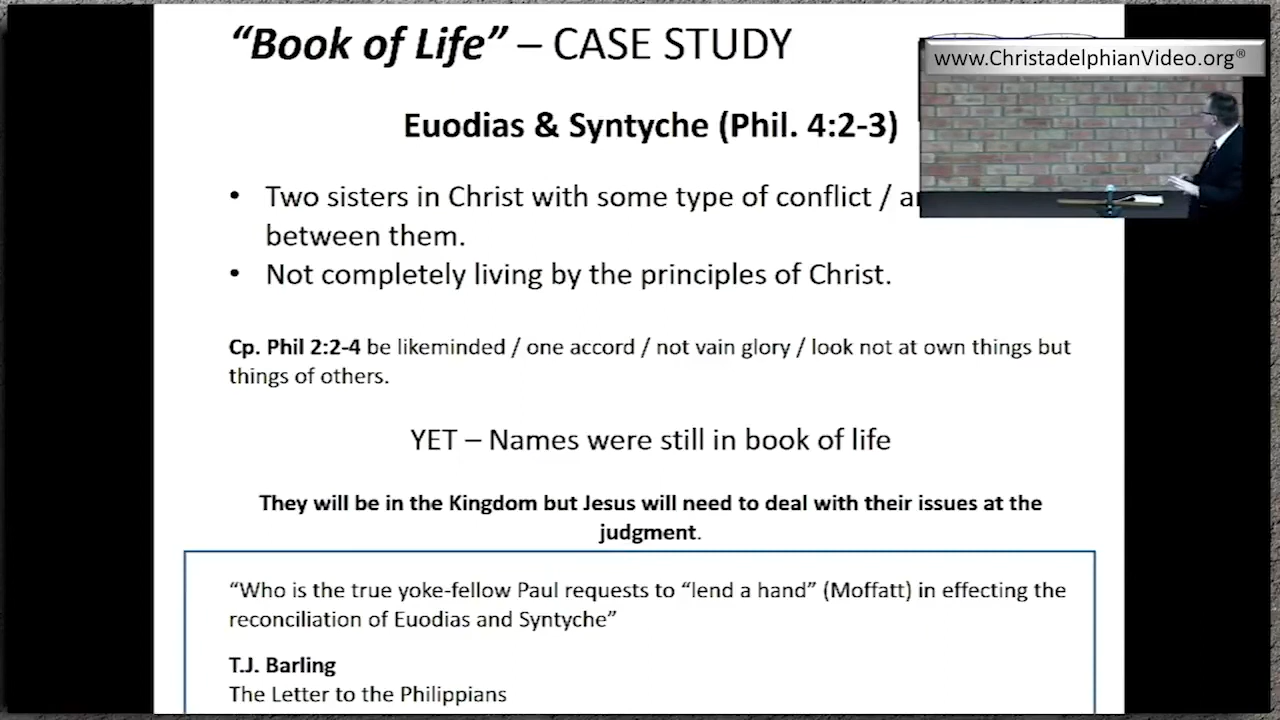 “Book of Life” – CASE STUDY
www.ChristadelphianVideo.org®
Euodias & Syntyche (Phil. 4:2-3)
• Two sisters in Christ with some type of conflict /
between them.
• Not completely living by the principles of Christ.
Cp. Phil 2:2-4 be likeminded / one accord / not vain glory / look not at own things but
things of others.
YET – Names were still in book of life
They will be in the Kingdom but Jesus will need to deal with their issues at the
judgment.
“Who is the true yoke-fellow Paul requests to “lend a hand” (Moffatt) in effecting the
reconciliation of Euodias and Syntyche”
T.J. Barling
The Letter to the Philippians